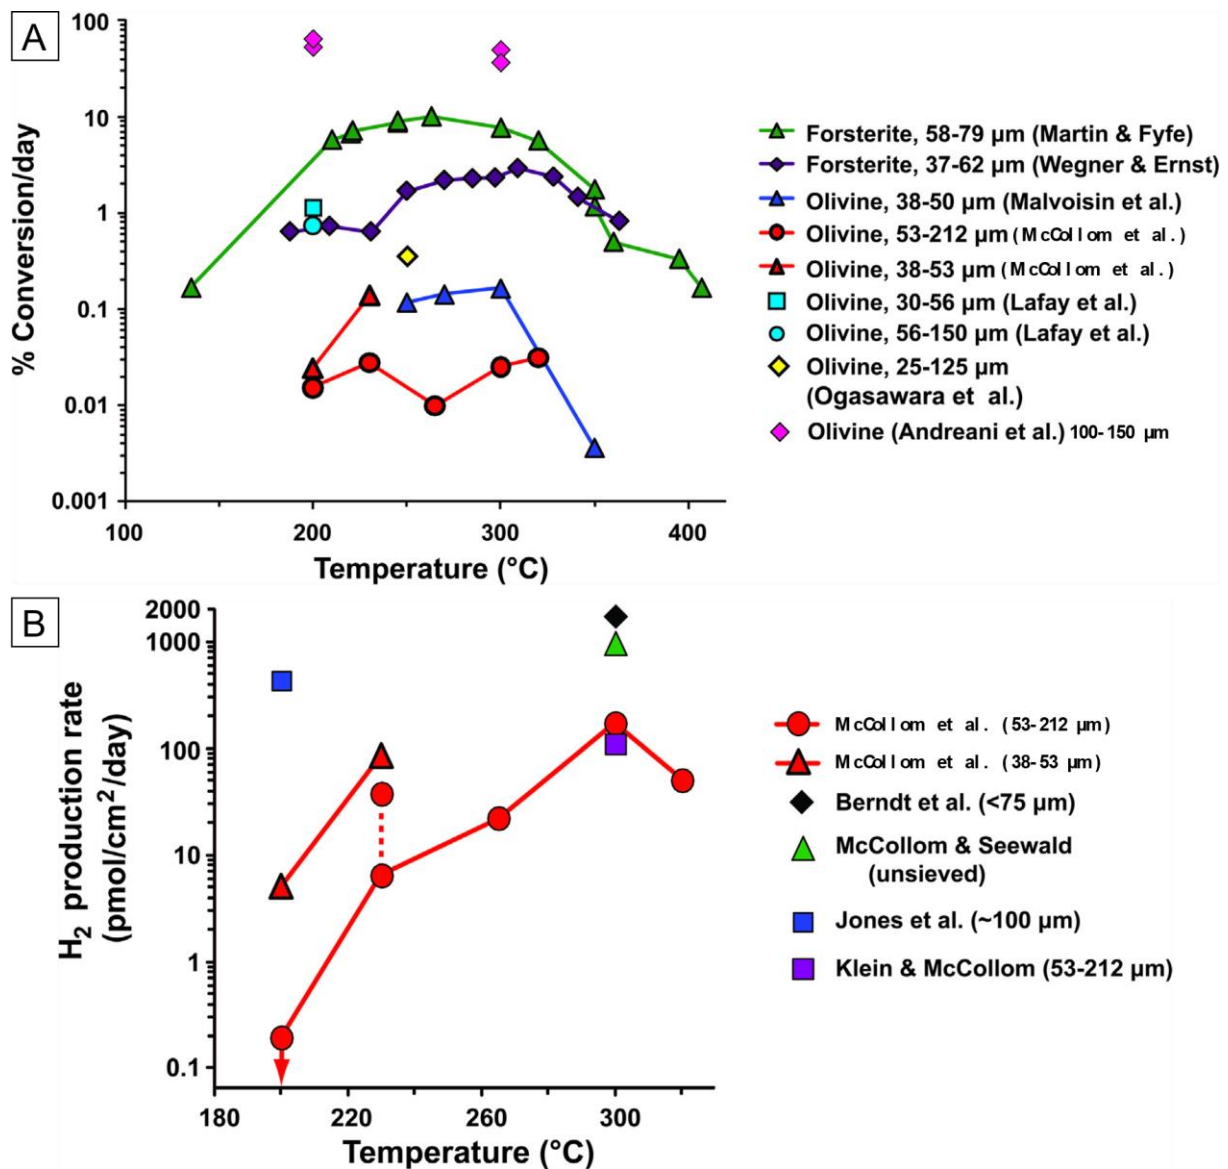 A
100
10
1
0.1
0.01
0.001
% Conversion/day
100
200
300
400
Temperature (°C)
Forsterite, 58-79 µm (Martin & Fyfe)
Forsterite, 37-62 µm (Wegner & Ernst)
Olivine, 38-50 µm (Malvoisin et al.)
Olivine, 53-212 µm (McCollom et al.)
Olivine, 38-53 µm (McCollom et al.)
Olivine, 30-56 µm (Lafay et al.)
Olivine, 56-150 µm (Lafay et al.)
Olivine, 25-125 µm
(Ogasawara et al.)
Olivine (Andreani et al.) 100-150 µm
B
2000
1000
100
10
1
0.1
H2 production rate
(pmol/cm²/day)
180
220
260
300
Temperature (°C)
McCollom et al. (53-212 µm)
McCollom et al. (38-53 µm)
Berndt et al. (<75 µm)
McCollom & Seewald
(unsieved)
Jones et al. (~100 µm)
Klein & McCollom (53-212 µm)